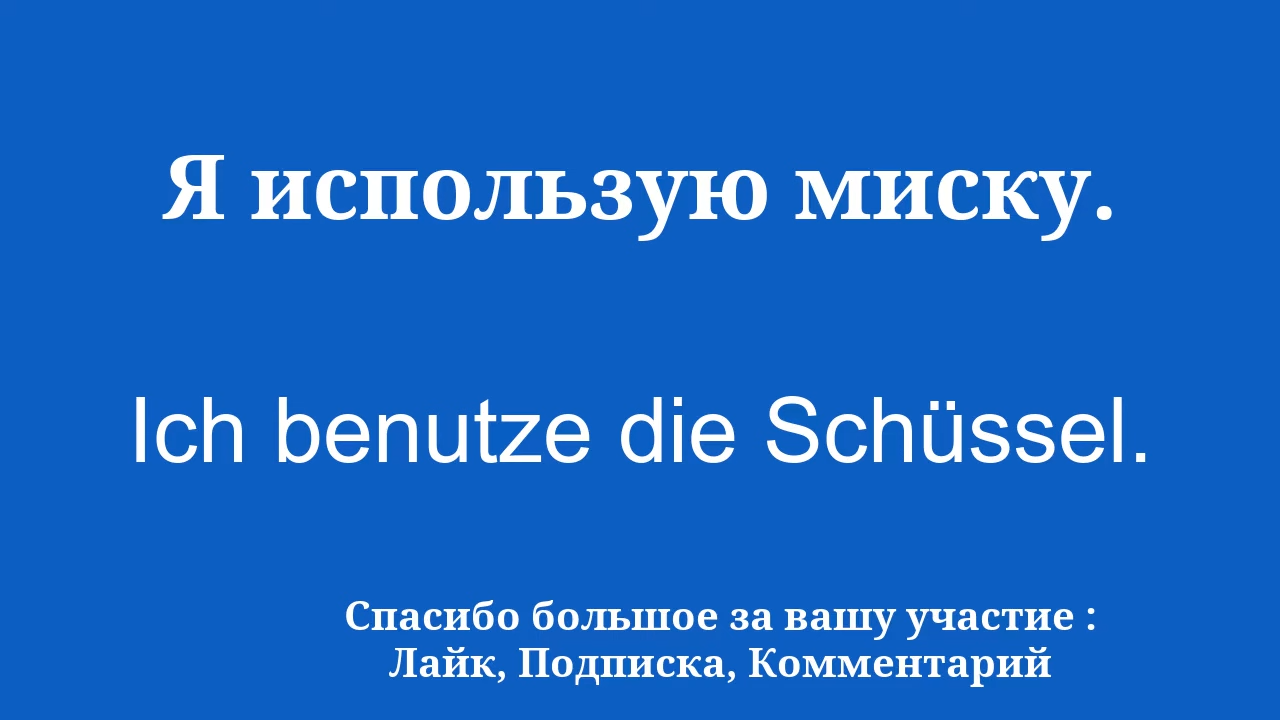 Я использую миску.
Ich benutze die Schüssel.
Спасибо большое за вашу участие :
Лайк, Подписка, Комментарий